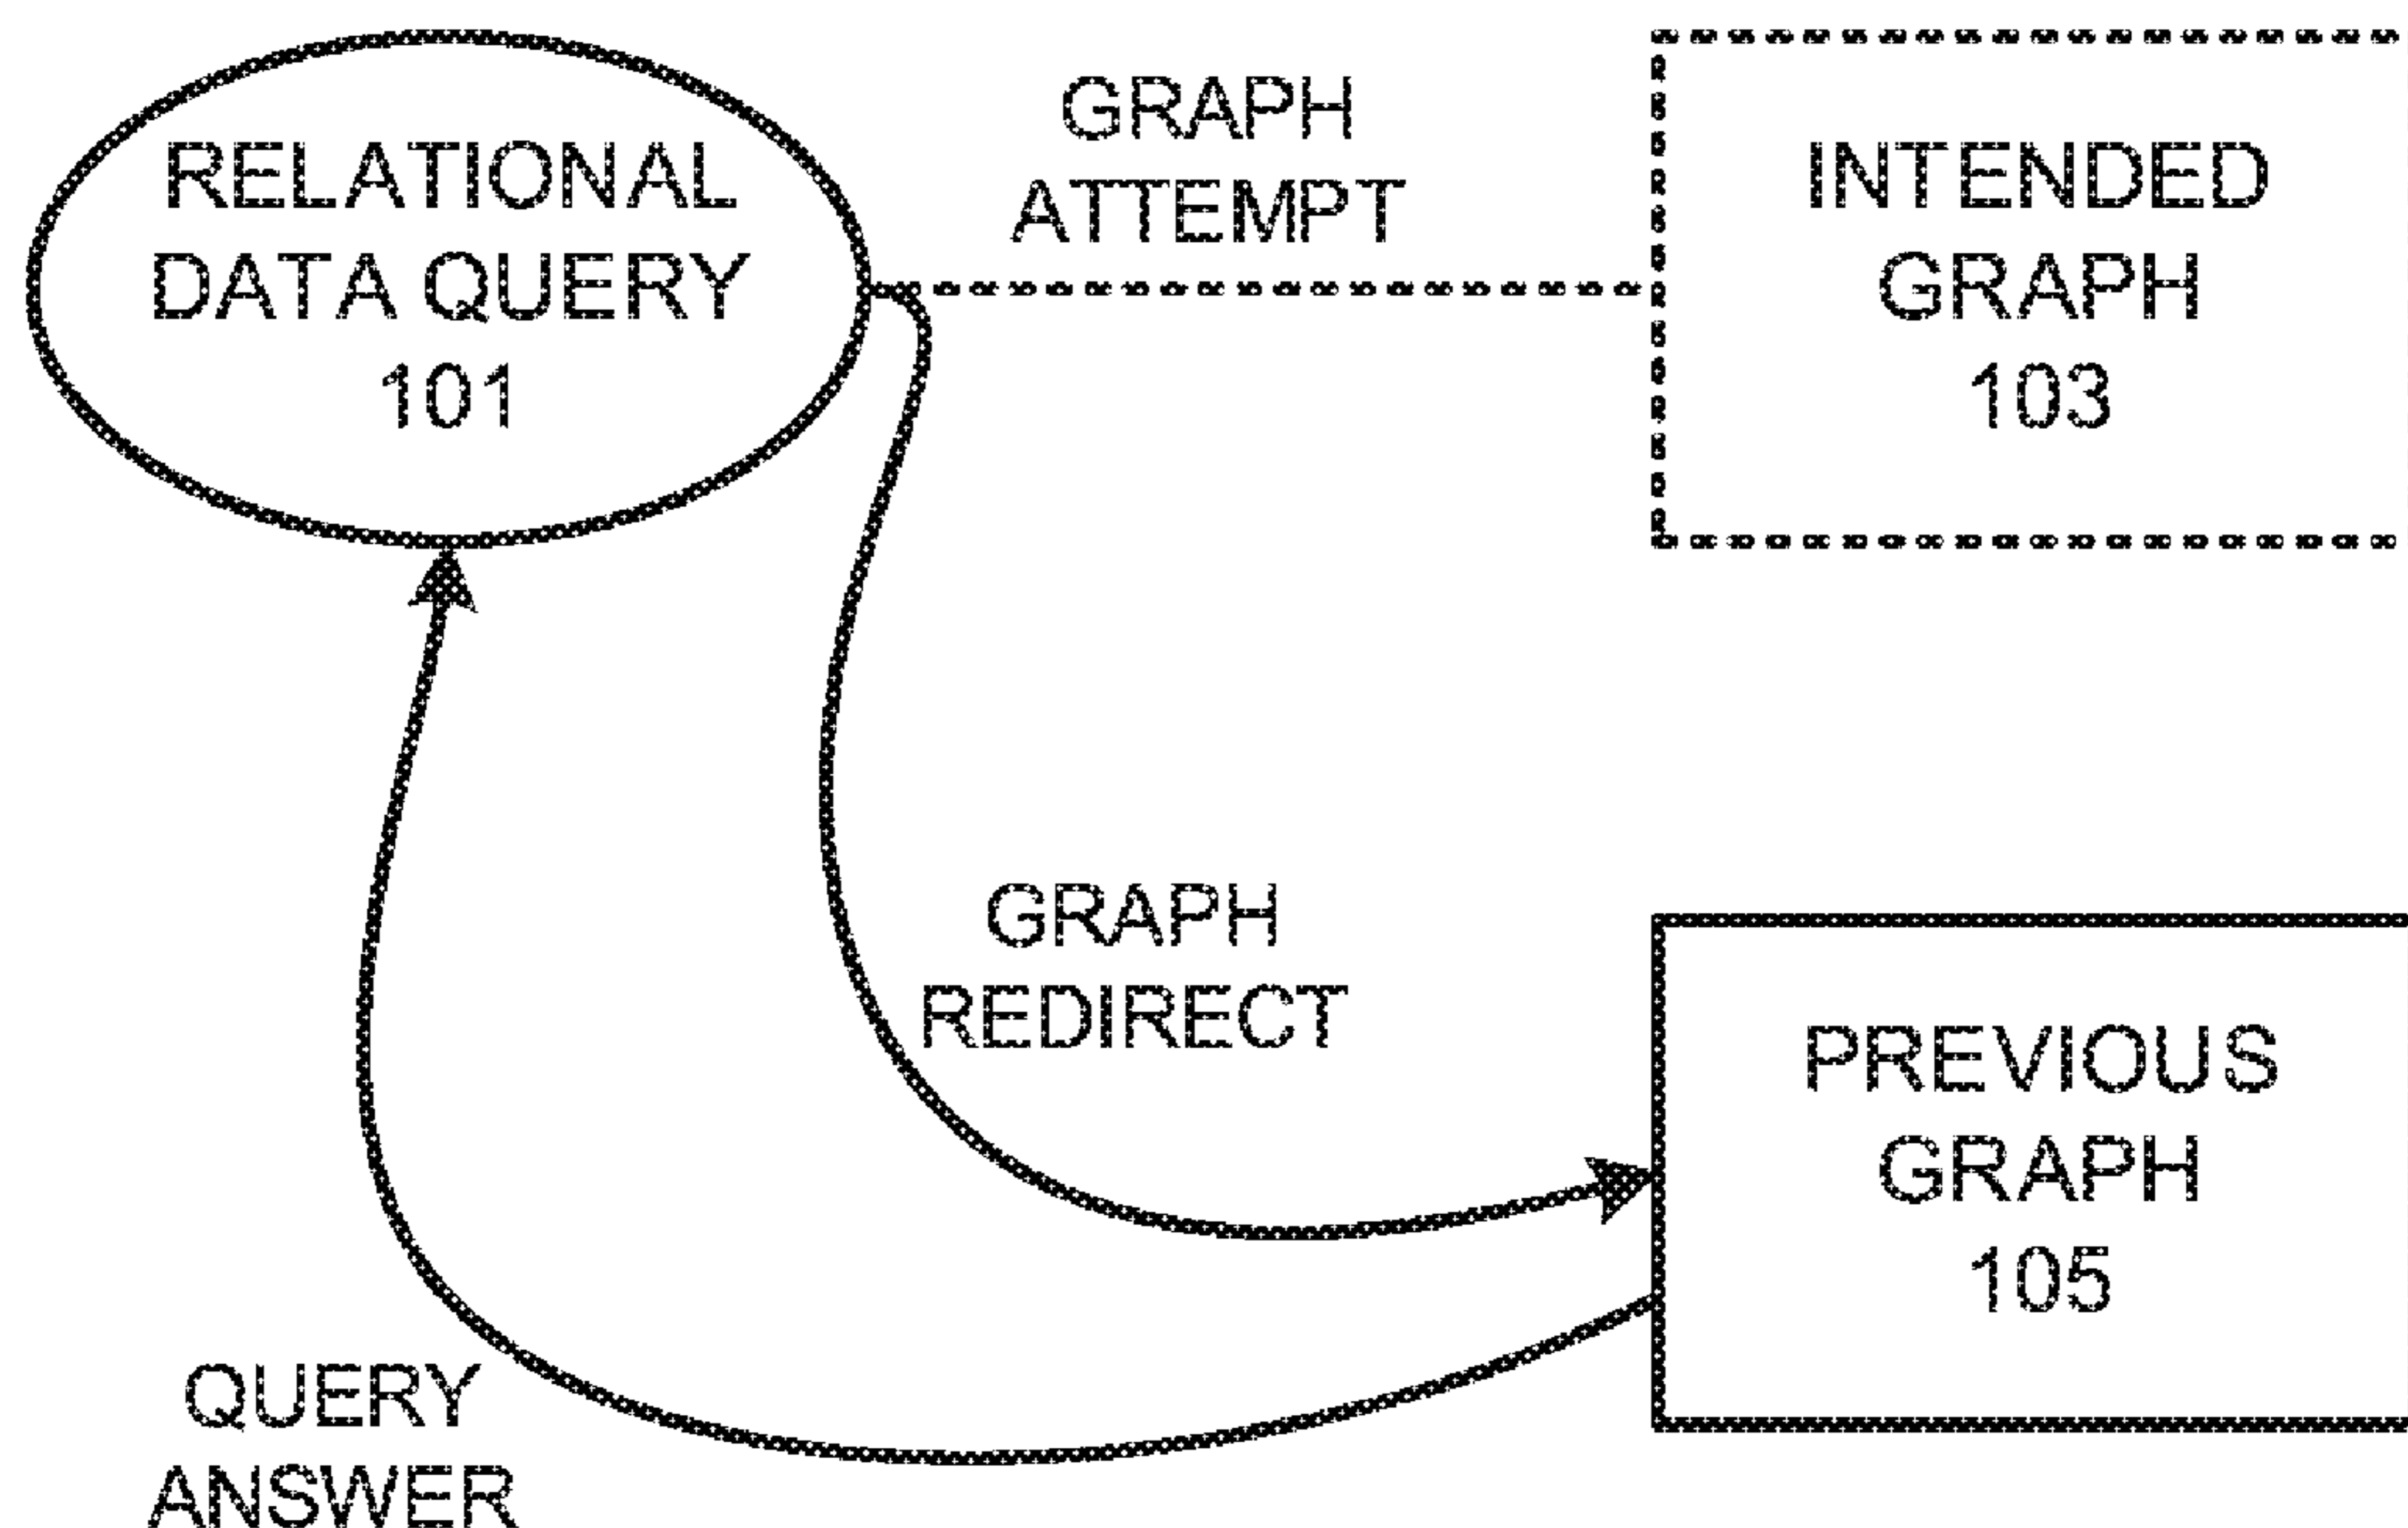 RELATIONAL
DATA QUERY
101
GRAPH
ATTEMPT
INTENDED
GRAPH
103
GRAPH
REDIRECT
PREVIOUS
GRAPH
105
QUERY
ANSWER